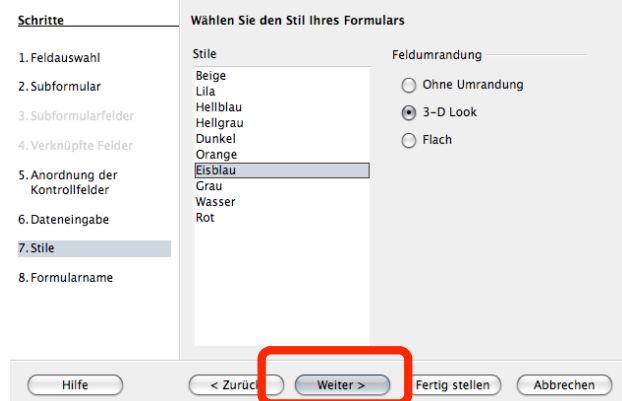 Schritte
1. Feldauswahl
2. Subformular
3. Subformularfelder
4. Verknüpfte Felder
5. Anordnung der
Kontrollfelder
6. Dateneingabe
7. Stile
8. Formularname
Wählen Sie den Stil Ihres Formulars
Stile
Beige
Lila
Hellblau
Hellgrau
Dunkel
Orange
Eisblau
Grau
Wasser
Rot
Feldumrandung
Ohne Umrandung
3-D Look
Flach
Hilfe
< Zurück
Weiter >
Fertig stellen
Abbrechen